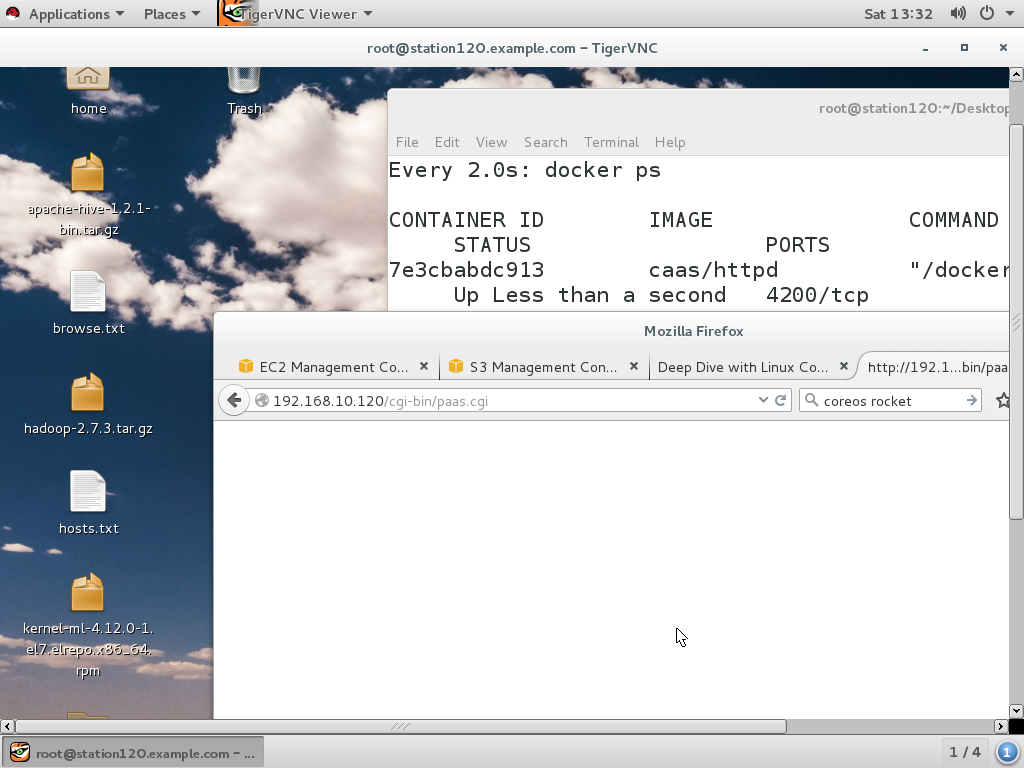 Applications
Places
TigerVNC Viewer
Sat 13:32
root@station120.example.com – TigerVNC
home
Trash
root@station120:~/Desktop
File Edit View Search Terminal Help
Every 2.0s: docker ps
CONTAINER ID IMAGE COMMAND
STATUS PORTS
7e3cbabdc913 caas/httpd "/docker
Up Less than a second 4200/tcp
apache-hive-1.2.1-
bin.tar.gz
browse.txt
hadoop-2.7.3.tar.gz
hosts.txt
kernel-ml-4.12.0-1.
el7.elrepo.x86_64.
rpm
Mozilla Firefox
EC2 Management Co...
S3 Management Con...
Deep Dive with Linux Co...
http://192.1...bin/paa
192.168.10.120/cgi-bin/paas.cgi
coreos rocket
root@station120.example.com – ...
1 / 4
1